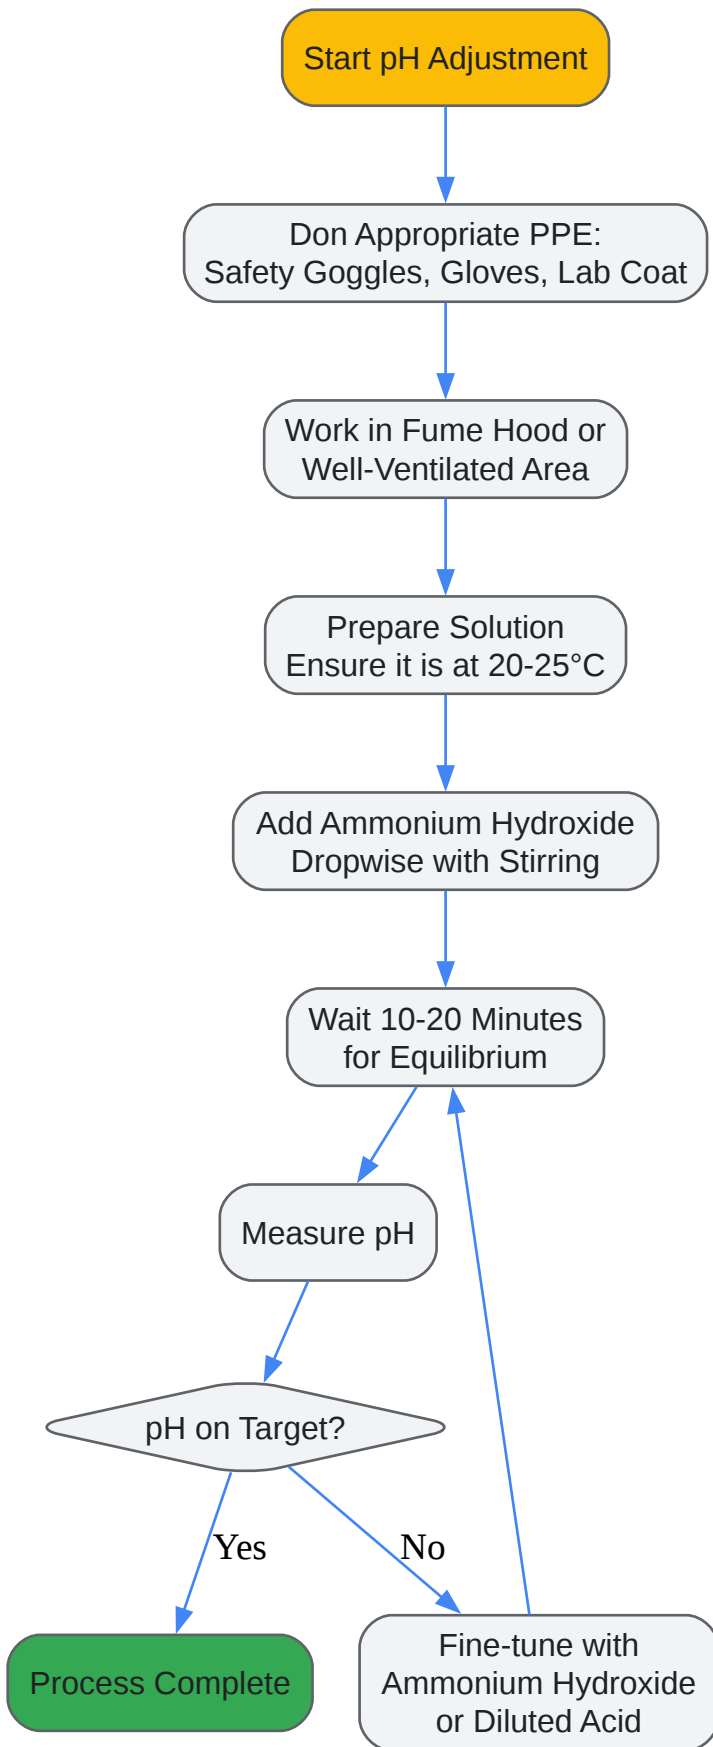 Start pH Adjustment
Don Appropriate PPE:
Safety Goggles, Gloves, Lab Coat
Work in Fume Hood or
Well-Ventilated Area
Prepare Solution
Ensure it is at 20-25°C
Add Ammonium Hydroxide
Dropwise with Stirring
Wait 10-20 Minutes
for Equilibrium
Measure pH
pH on Target?
Yes
No
Process Complete
Fine-tune with
Ammonium Hydroxide
or Diluted Acid